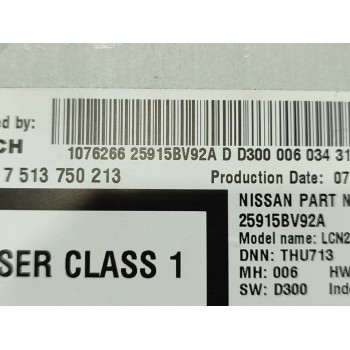 ed by:
CH
1076266 25915BV92A D D300 006 034 31
7 513 750 213
Production Date: 07
NISSAN PART N
25915BV92A
SER CLASS 1
Model name: LCN2
DNN: THU713
MH: 006 HW
SW: D300 Ind